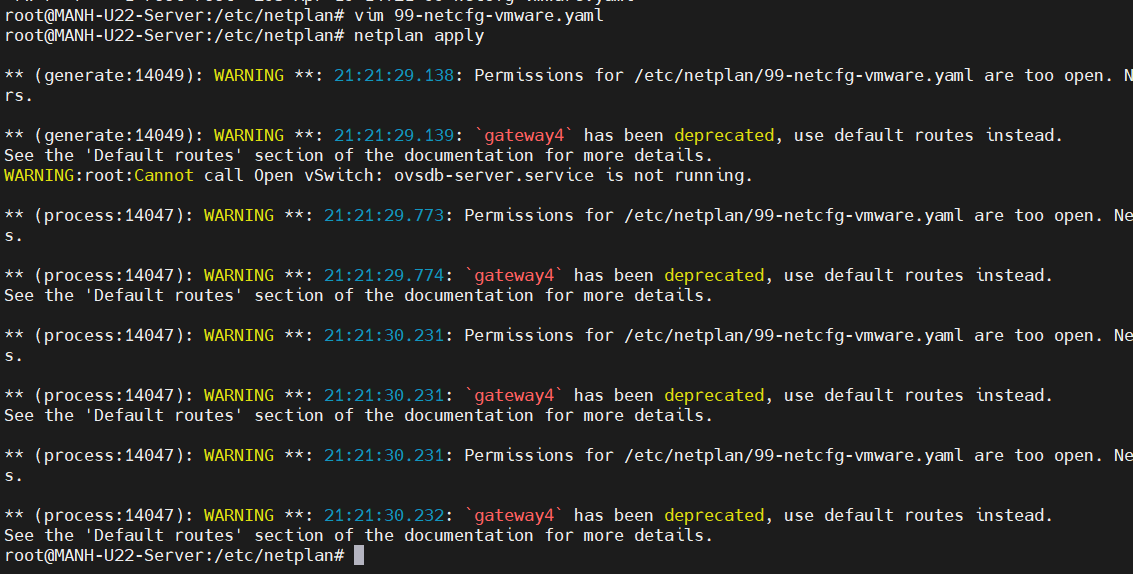 root@MANH-U22-Server:/etc/netplan# vim 99-netcfg-vmware.yaml
root@MANH-U22-Server:/etc/netplan# netplan apply
** (generate:14049): WARNING **: 21:21:29.138: Permissions for /etc/netplan/99-netcfg-vmware.yaml are too open. N
rs.
** (generate:14049): WARNING **: 21:21:29.139: `gateway4` has been deprecated, use default routes instead.
See the 'Default routes' section of the documentation for more details.
WARNING:root:Cannot call Open vSwitch: ovsdb-server.service is not running.
** (process:14047): WARNING **: 21:21:29.773: Permissions for /etc/netplan/99-netcfg-vmware.yaml are too open. Ne
s.
** (process:14047): WARNING **: 21:21:29.774: `gateway4` has been deprecated, use default routes instead.
See the 'Default routes' section of the documentation for more details.
** (process:14047): WARNING **: 21:21:30.231: Permissions for /etc/netplan/99-netcfg-vmware.yaml are too open. Ne
s.
** (process:14047): WARNING **: 21:21:30.231: `gateway4` has been deprecated, use default routes instead.
See the 'Default routes' section of the documentation for more details.
** (process:14047): WARNING **: 21:21:30.231: Permissions for /etc/netplan/99-netcfg-vmware.yaml are too open. Ne
s.
** (process:14047): WARNING **: 21:21:30.232: `gateway4` has been deprecated, use default routes instead.
See the 'Default routes' section of the documentation for more details.
root@MANH-U22-Server:/etc/netplan#